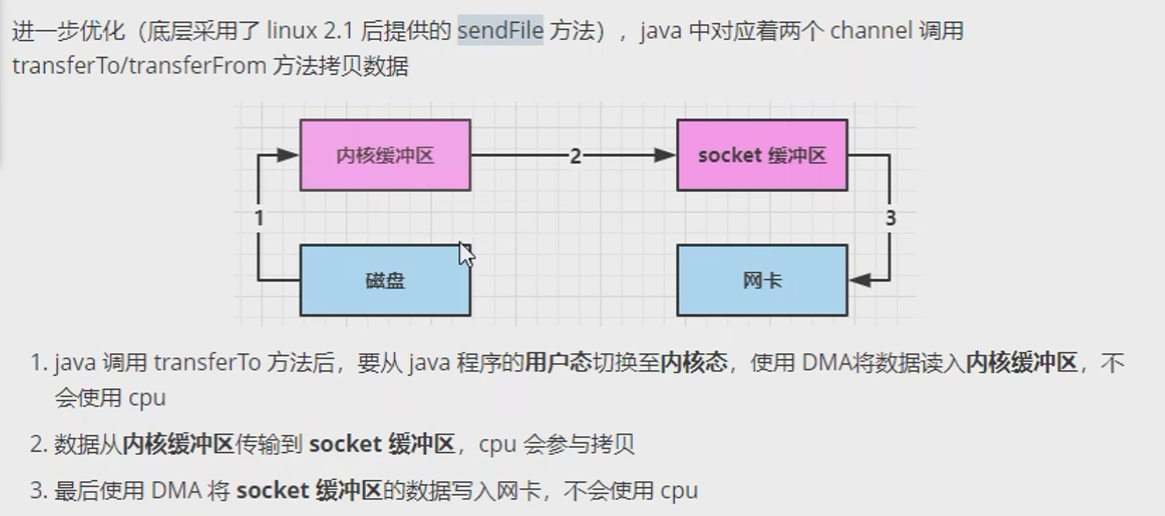 进一步优化（底层采用了 linux 2.1 后提供的 sendFile 方法），java 中对应着两个 channel 调用
transferTo/transferFrom 方法拷贝数据
内核缓冲区
2
socket 缓冲区
1
3
磁盘
网卡
1. java 调用 transferTo 方法后，要从 java 程序的用户态切换至内核态，使用 DMA将数据读入内核缓冲区，不
会使用 cpu
2. 数据从内核缓冲区传输到 socket 缓冲区，cpu 会参与拷贝
3. 最后使用 DMA 将 socket 缓冲区的数据写入网卡，不会使用 cpu